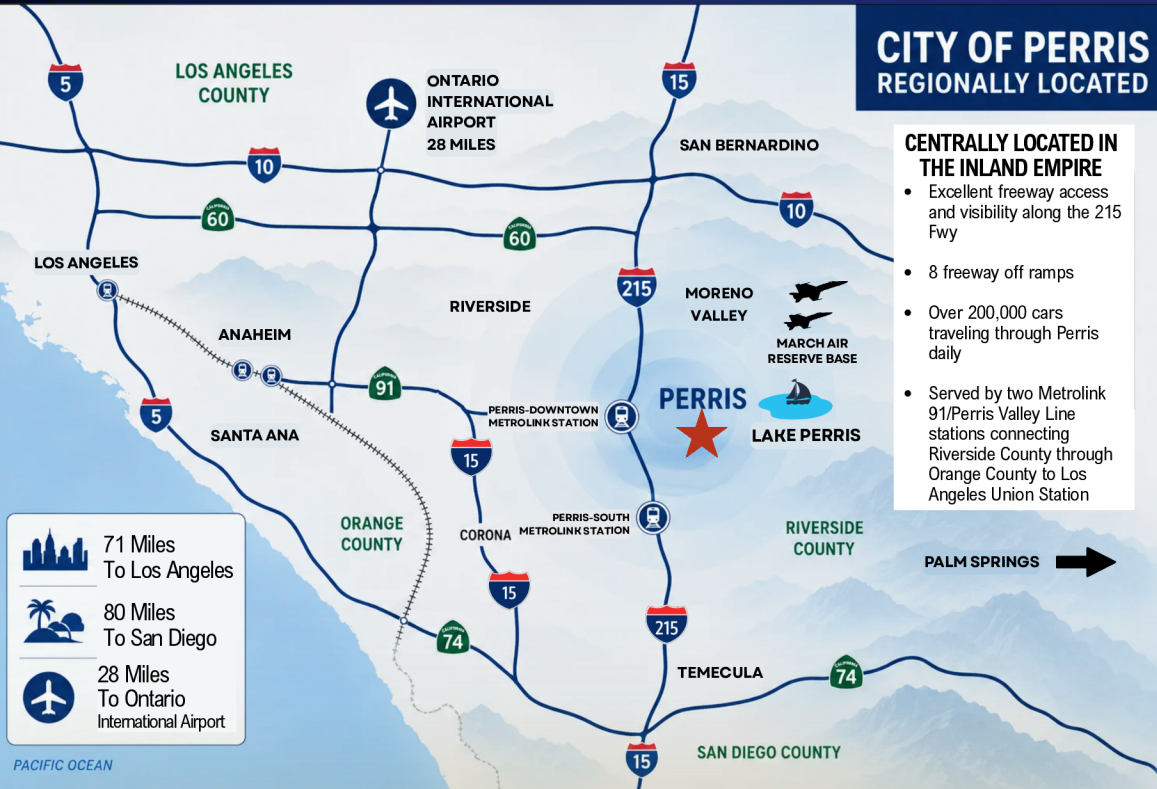 CITY OF PERRIS
REGIONALLY LOCATED
LOS ANGELES
COUNTY
ONTARIO
INTERNATIONAL
AIRPORT
28 MILES
5
15
SAN BERNARDINO
10
10
CALIFORNIA
60
CALIFORNIA
60
LOS ANGELES
215
MORENO
VALLEY
RIVERSIDE
MARCH AIR
RESERVE BASE
ANAHEIM
CALIFORNIA
91
PERRIS
PERRIS-DOWNTOWN
METROLINK STATION
LAKE PERRIS
5
SANTA ANA
15
ORANGE
COUNTY
CORONA
PERRIS-SOUTH
METROLINK STATION
RIVERSIDE
COUNTY
PALM SPRINGS
15
215
CALIFORNIA
74
TEMECULA
CALIFORNIA
74
SAN DIEGO COUNTY
15
CENTRALLY LOCATED IN
THE INLAND EMPIRE
• Excellent freeway access
and visibility along the 215
Fwy
• 8 freeway off ramps
• Over 200,000 cars
traveling through Perris
daily
• Served by two Metrolink
91/Perris Valley Line
stations connecting
Riverside County through
Orange County to Los
Angeles Union Station
71 Miles
To Los Angeles
80 Miles
To San Diego
28 Miles
To Ontario
International Airport
PACIFIC OCEAN